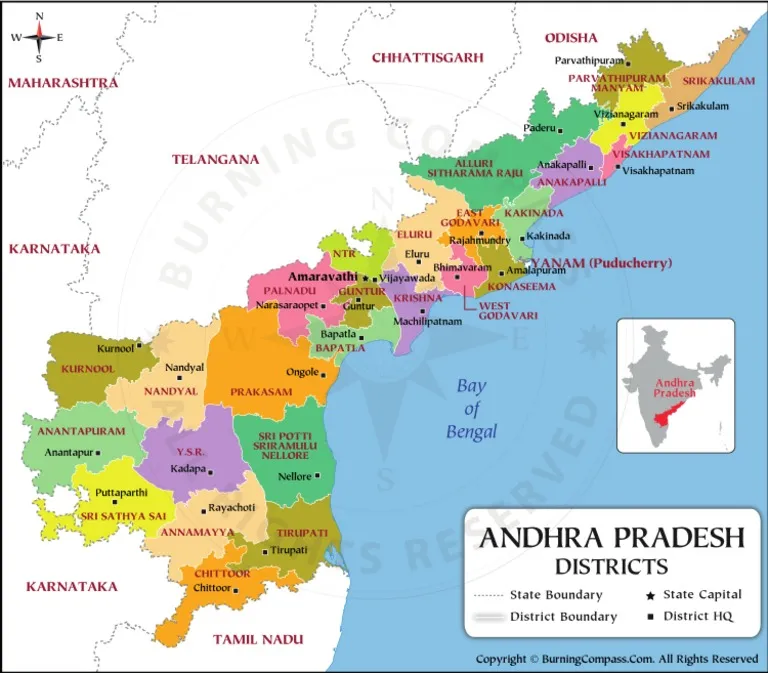 N
W E
S
ODISHA
CHHATTISGARH
MAHARASHTRA
TELANGANA
KARNATAKA
Parvathipuram
PARVATHIPURAM
MANYAM
SRIKAKULAM
Srikakulam
Vizianagaram
VIZIANAGARAM
Paderu
VISAKHAPATNAM
Visakhapatnam
ALLURI
SITHARAMA RAJU
Anakapalli
ANAKAPALLI
EAST
GODAVARI
Rajahmundry
KAKINADA
Kakinada
ELURU
Eluru
NTR
YANAM (Puducherry)
Amaravathi
Vijayawada
Bhimavaram
Amalapuram
KONASEEMA
PALNADU
Narasaraopet
GUNTUR
Guntur
KRISHNA
Machilipatnam
WEST
GODAVARI
Bapatla
BAPATLA
Kurnool
KURNOOL
Nandyal
NANDYAL
PRAKASAM
Ongole
Bay
of
Bengal
Andhra
Pradesh
ANANTAPURAM
Anantapur
Y.S.R.
Kadapa
SRI POTTI
SRIRAMULU
NELLORE
Nellore
Puttaparthi
SRI SATHYA SAI
Rayachoti
ANNAMAYYA
TIRUPATI
Tirupati
CHITTOOR
Chittoor
KARNATAKA
TAMIL NADU
ANDHRA PRADESH
DISTRICTS
State Boundary
State Capital
District Boundary
District HQ
Copyright © BurningCompass.Com. All Rights Reserved
BURNING COMPASS
ALL RIGHTS RESERVED
N
W E